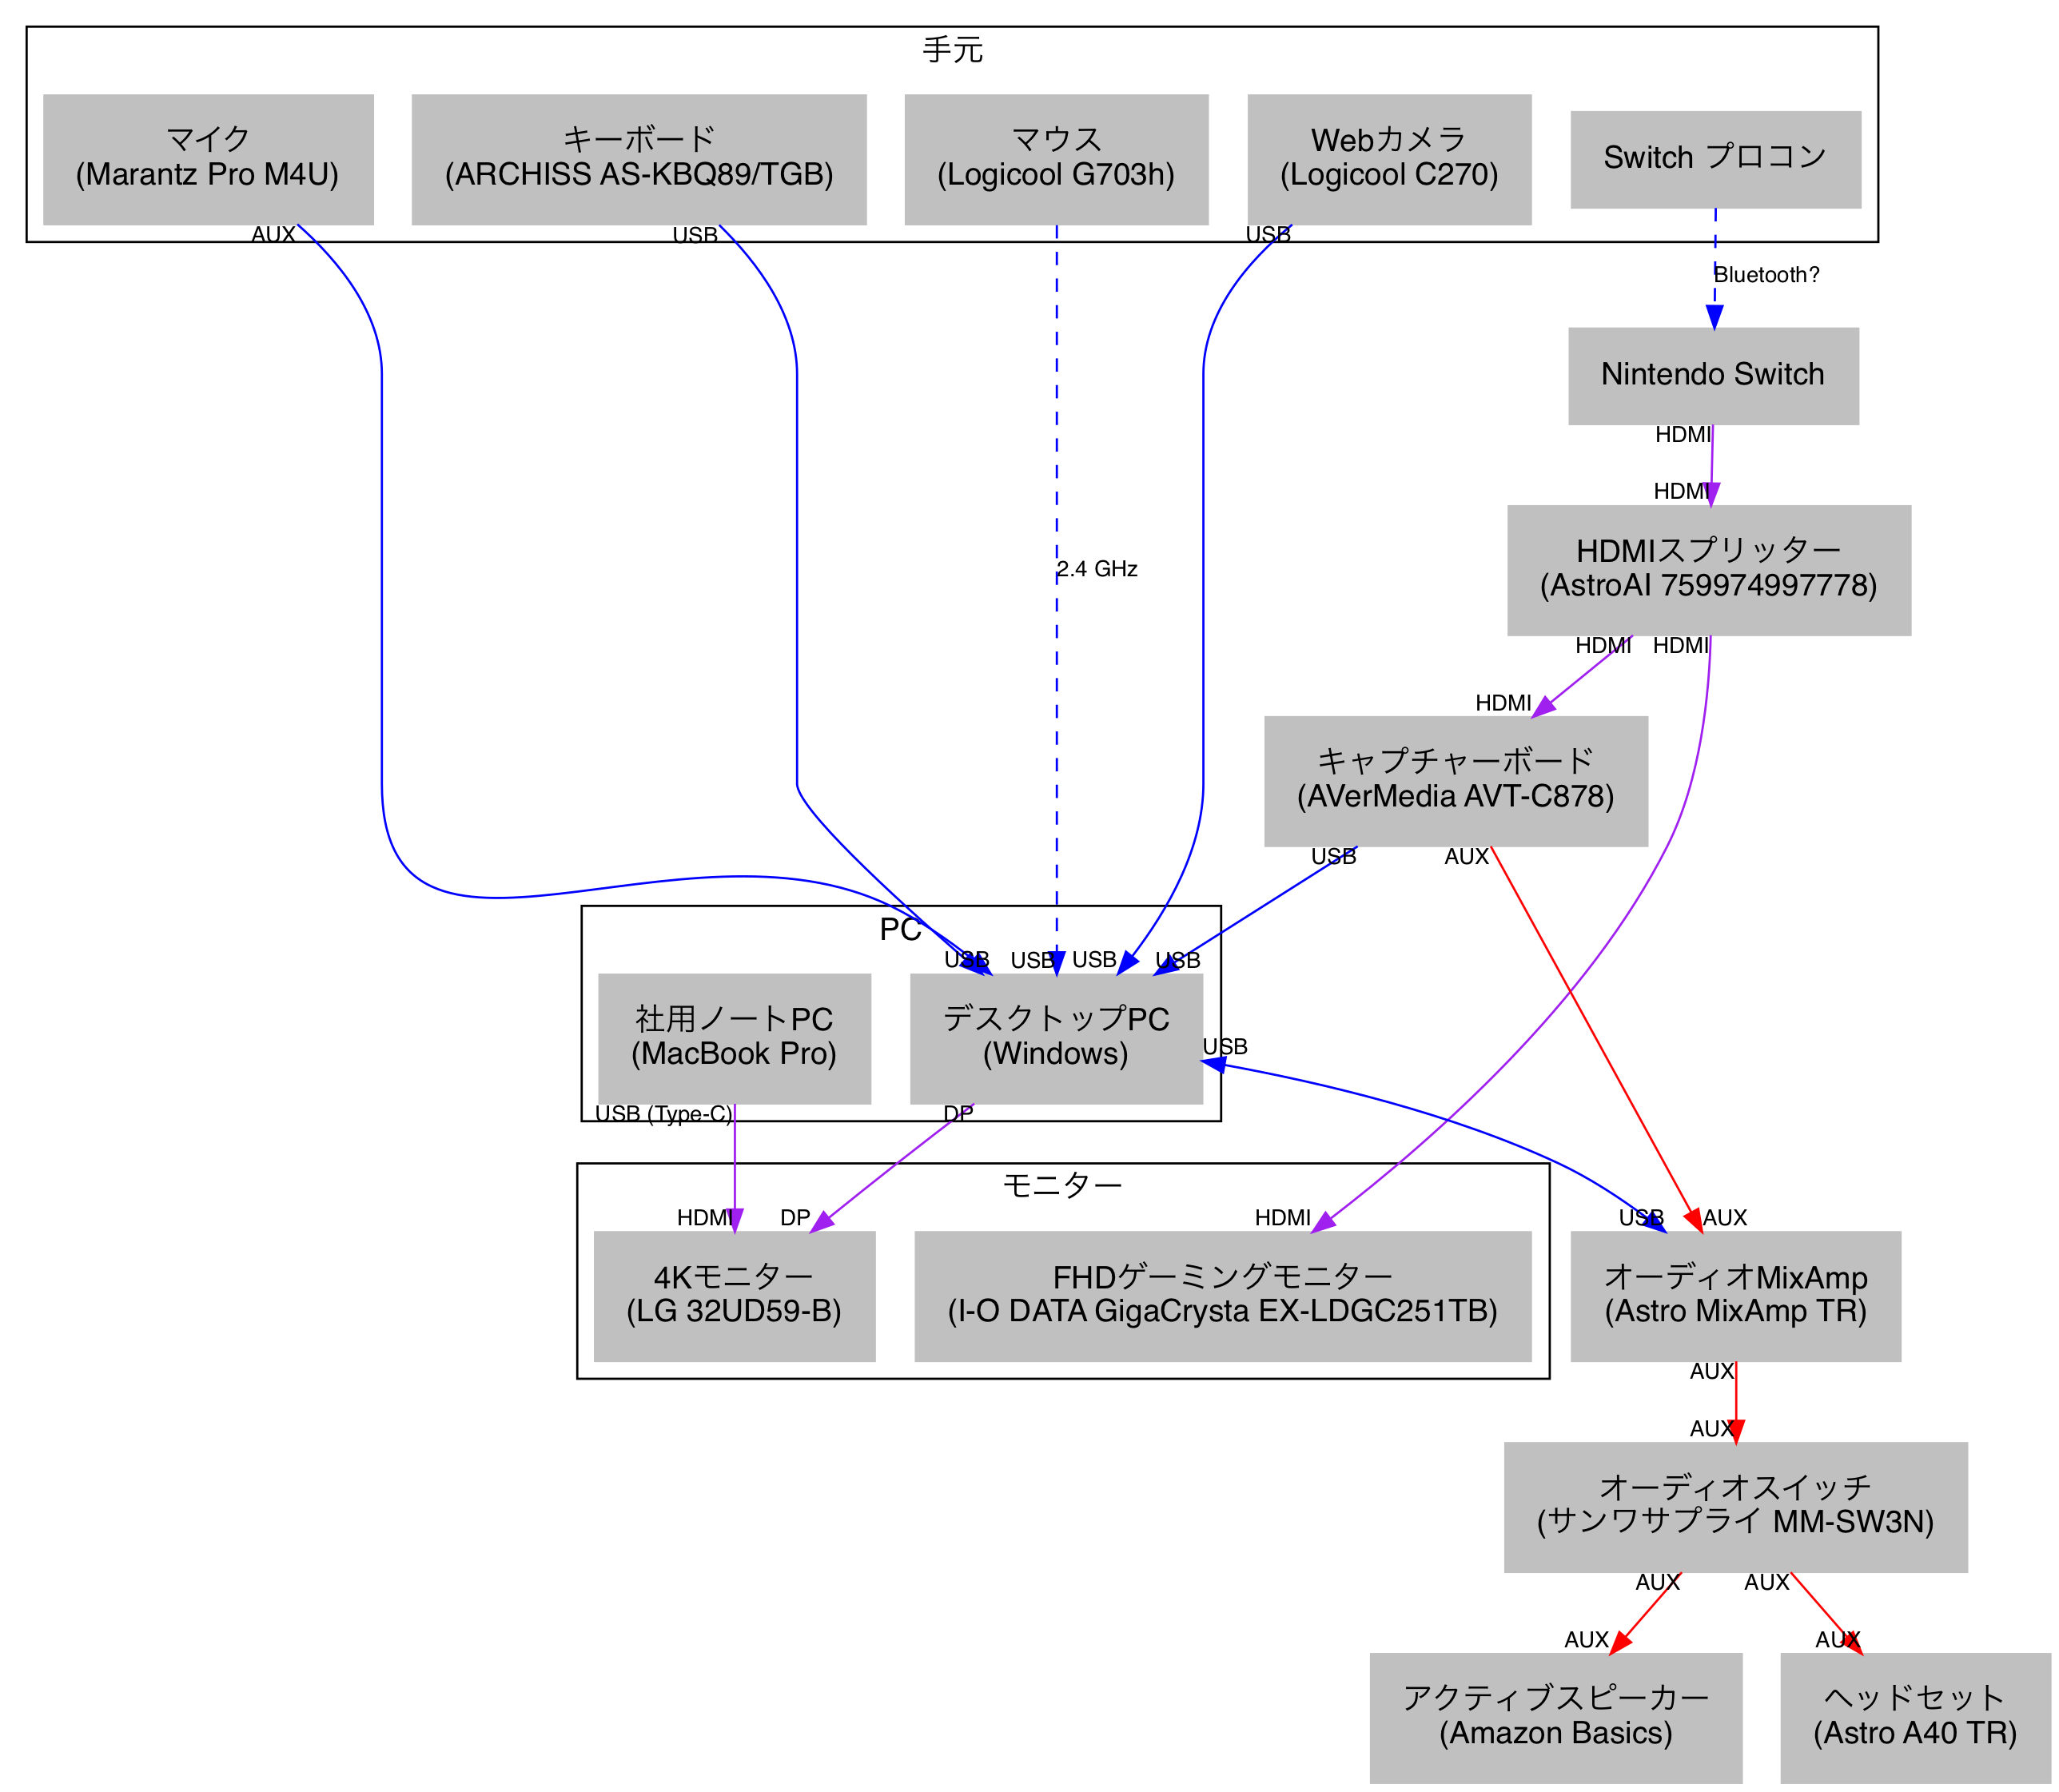 手元
マイク
(Marantz Pro M4U)
キーボード
(ARCHISS AS-KBQ89/TGB)
マウス
(Logicool G703h)
Webカメラ
(Logicool C270)
Switch プロコン
AUX
USB
USB
Bluetooth?
Nintendo Switch
HDMI
HDMI
2.4 GHz
HDMIスプリッター
(AstroAI 759974997778)
HDMI
HDMI
HDMI
キャプチャーボード
(AVerMedia AVT-C878)
USB
AUX
PC
USB
USB
USB
USB
社用ノートPC
(MacBook Pro)
デスクトップPC
(Windows)
USB
USB (Type-C)
DP
モニター
HDMI
DP
HDMI
USB
AUX
4Kモニター
(LG 32UD59-B)
FHDゲーミングモニター
(I-O DATA GigaCrysta EX-LDGC251TB)
オーディオMixAmp
(Astro MixAmp TR)
AUX
AUX
オーディオスイッチ
(サンワサプライ MM-SW3N)
AUX
AUX
AUX
AUX
アクティブスピーカー
(Amazon Basics)
ヘッドセット
(Astro A40 TR)